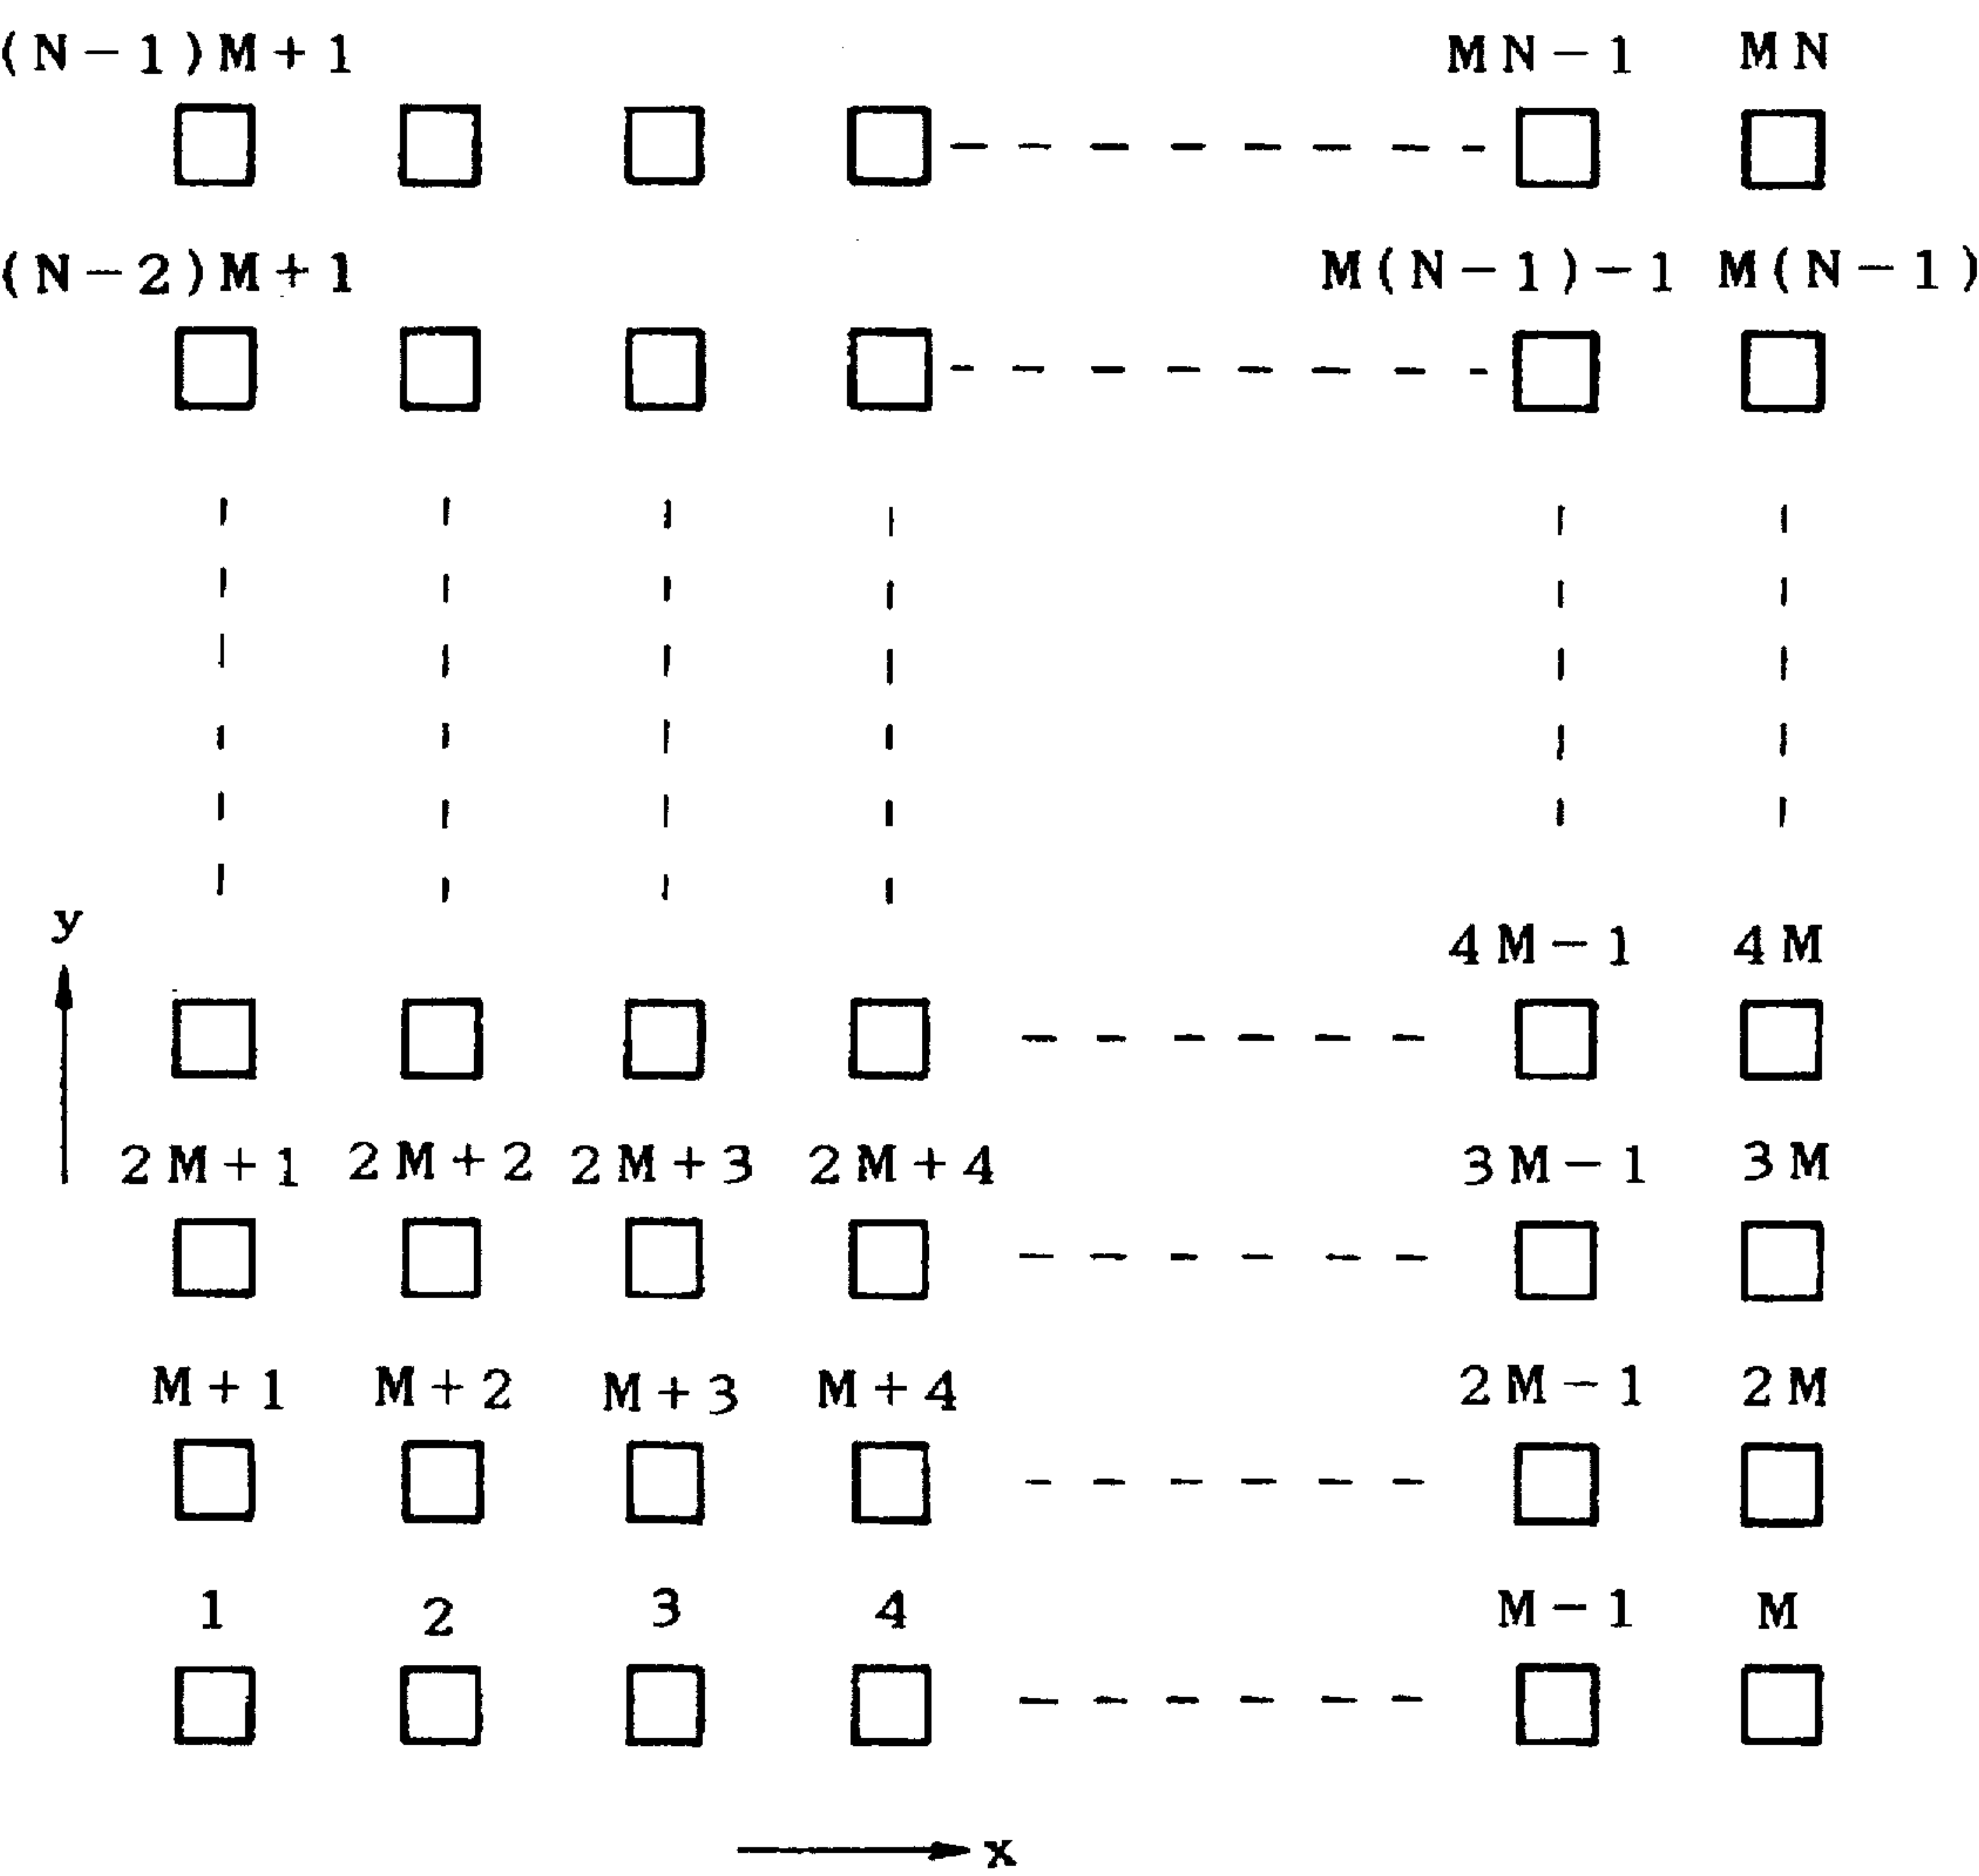 (N-1)M+1 MN-1 MN
(N-2)M+1 M(N-1)-1 M(N-1)
y
4M-1 4M
2M+1 2M+2 2M+3 2M+4 3M-1 3M
M+1 M+2 M+3 M+4 2M-1 2M
1 2 3 4 M-1 M
x